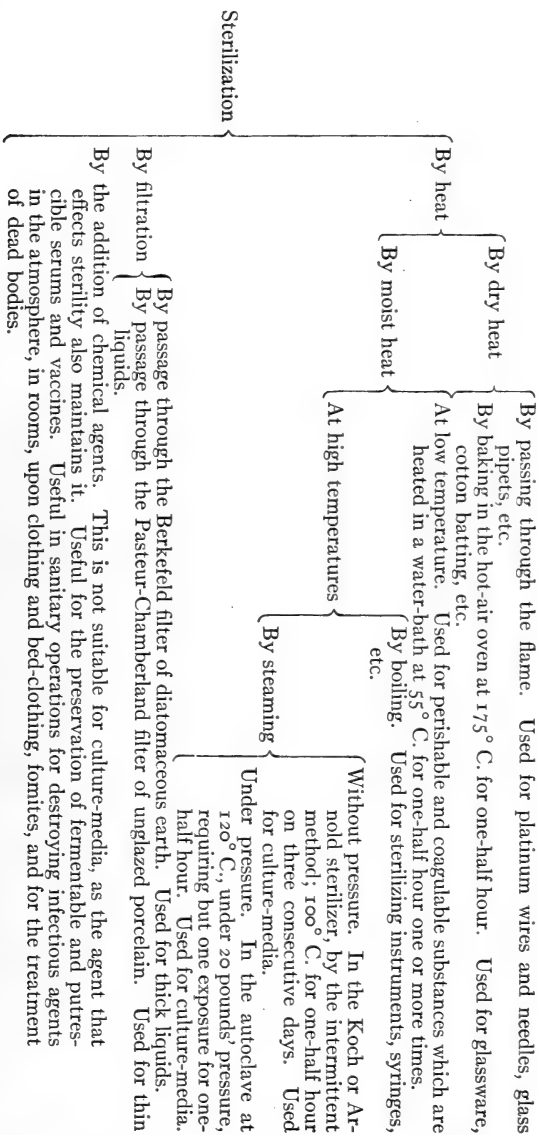 Sterilization
By heat
By dry heat
By passing through the flame. Used for platinum wires and needles, glass
pipets, etc.
By baking in the hot-air oven at 175° C. for one-half hour. Used for glassware,
cotton batting, etc.
By moist heat
At low temperature. Used for perishable and coagulable substances which are
heated in a water-bath at 55° C. for one-half hour one or more times.
At high temperatures
By boiling. Used for sterilizing instruments, syringes,
etc.
By steaming
Without pressure. In the Koch or Ar-
nold sterilizer, by the intermittent
method; 100° C. for one-half hour
on three consecutive days. Used
for culture-media.
Under pressure. In the autoclave at
120° C., under 20 pounds' pressure,
requiring but one exposure for one-
half hour. Used for culture-media.
By filtration
By passage through the Berkefeld filter of diatomaceous earth. Used for thick liquids.
By passage through the Pasteur-Chamberland filter of unglazed porcelain. Used for thin
liquids.
By the addition of chemical agents. This is not suitable for culture-media, as the agent that
effects sterility also maintains it. Useful for the preservation of fermentable and putres-
cible serums and vaccines. Useful in sanitary operations for destroying infectious agents
in the atmosphere, in rooms, upon clothing and bed-clothing, fomites, and for the treatment
of dead bodies.